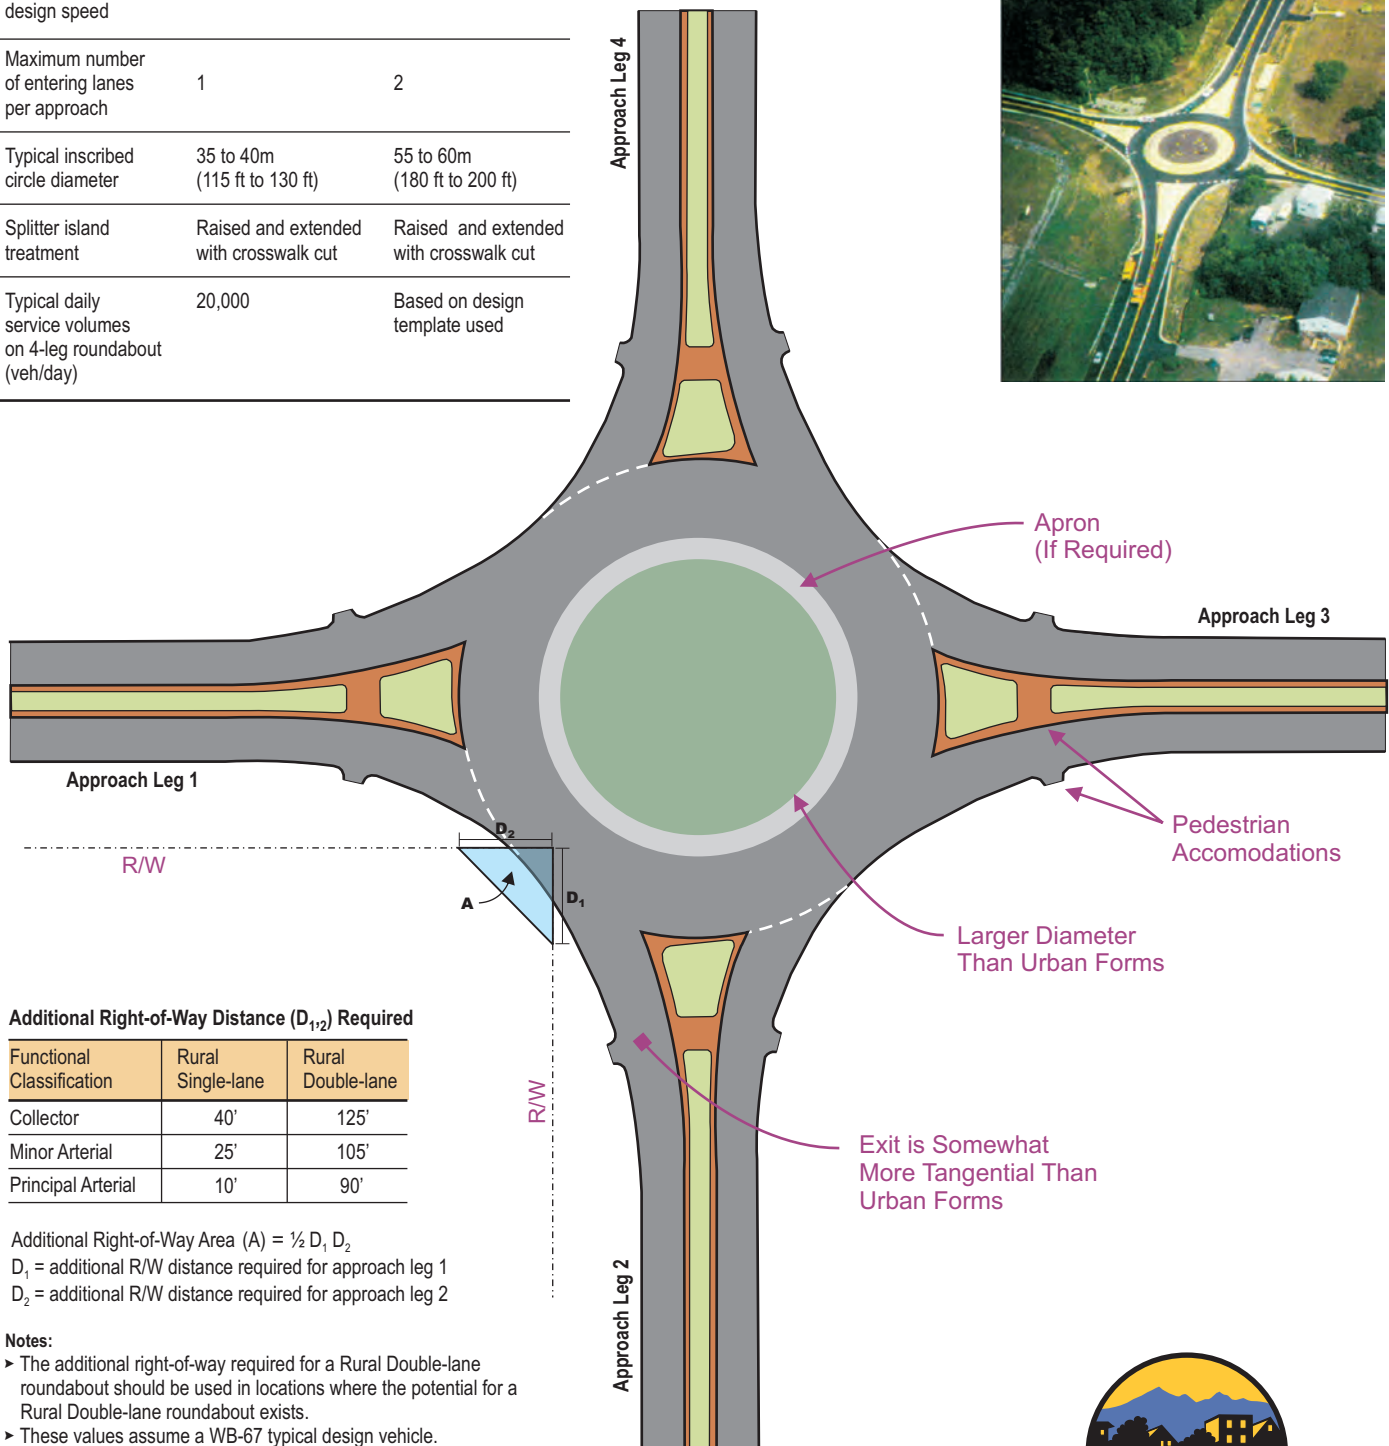 design speed
Maximum number
of entering lanes
per approach
1
2
Typical inscribed
circle diameter
35 to 40m
(115 ft to 130 ft)
55 to 60m
(180 ft to 200 ft)
Splitter island
treatment
Raised and extended
with crosswalk cut
Raised and extended
with crosswalk cut
Typical daily
service volumes
on 4-leg roundabout
(veh/day)
20,000
Based on design
template used
Approach Leg 4
Apron
(If Required)
Approach Leg 3
Approach Leg 1
Pedestrian
Accomodations
R/W
D₂
A
D₁
Larger Diameter
Than Urban Forms
R/W
Exit is Somewhat
More Tangential Than
Urban Forms
Approach Leg 2
Additional Right-of-Way Distance (D₁,₂) Required
Functional
Classification
Rural
Single-lane
Rural
Double-lane
Collector 40’ 125’
Minor Arterial 25’ 105’
Principal Arterial 10’ 90’
Additional Right-of-Way Area (A) = ½ D₁ D₂
D₁ = additional R/W distance required for approach leg 1
D₂ = additional R/W distance required for approach leg 2
Notes:
➤ The additional right-of-way required for a Rural Double-lane
roundabout should be used in locations where the potential for a
Rural Double-lane roundabout exists.
➤ These values assume a WB-67 typical design vehicle.